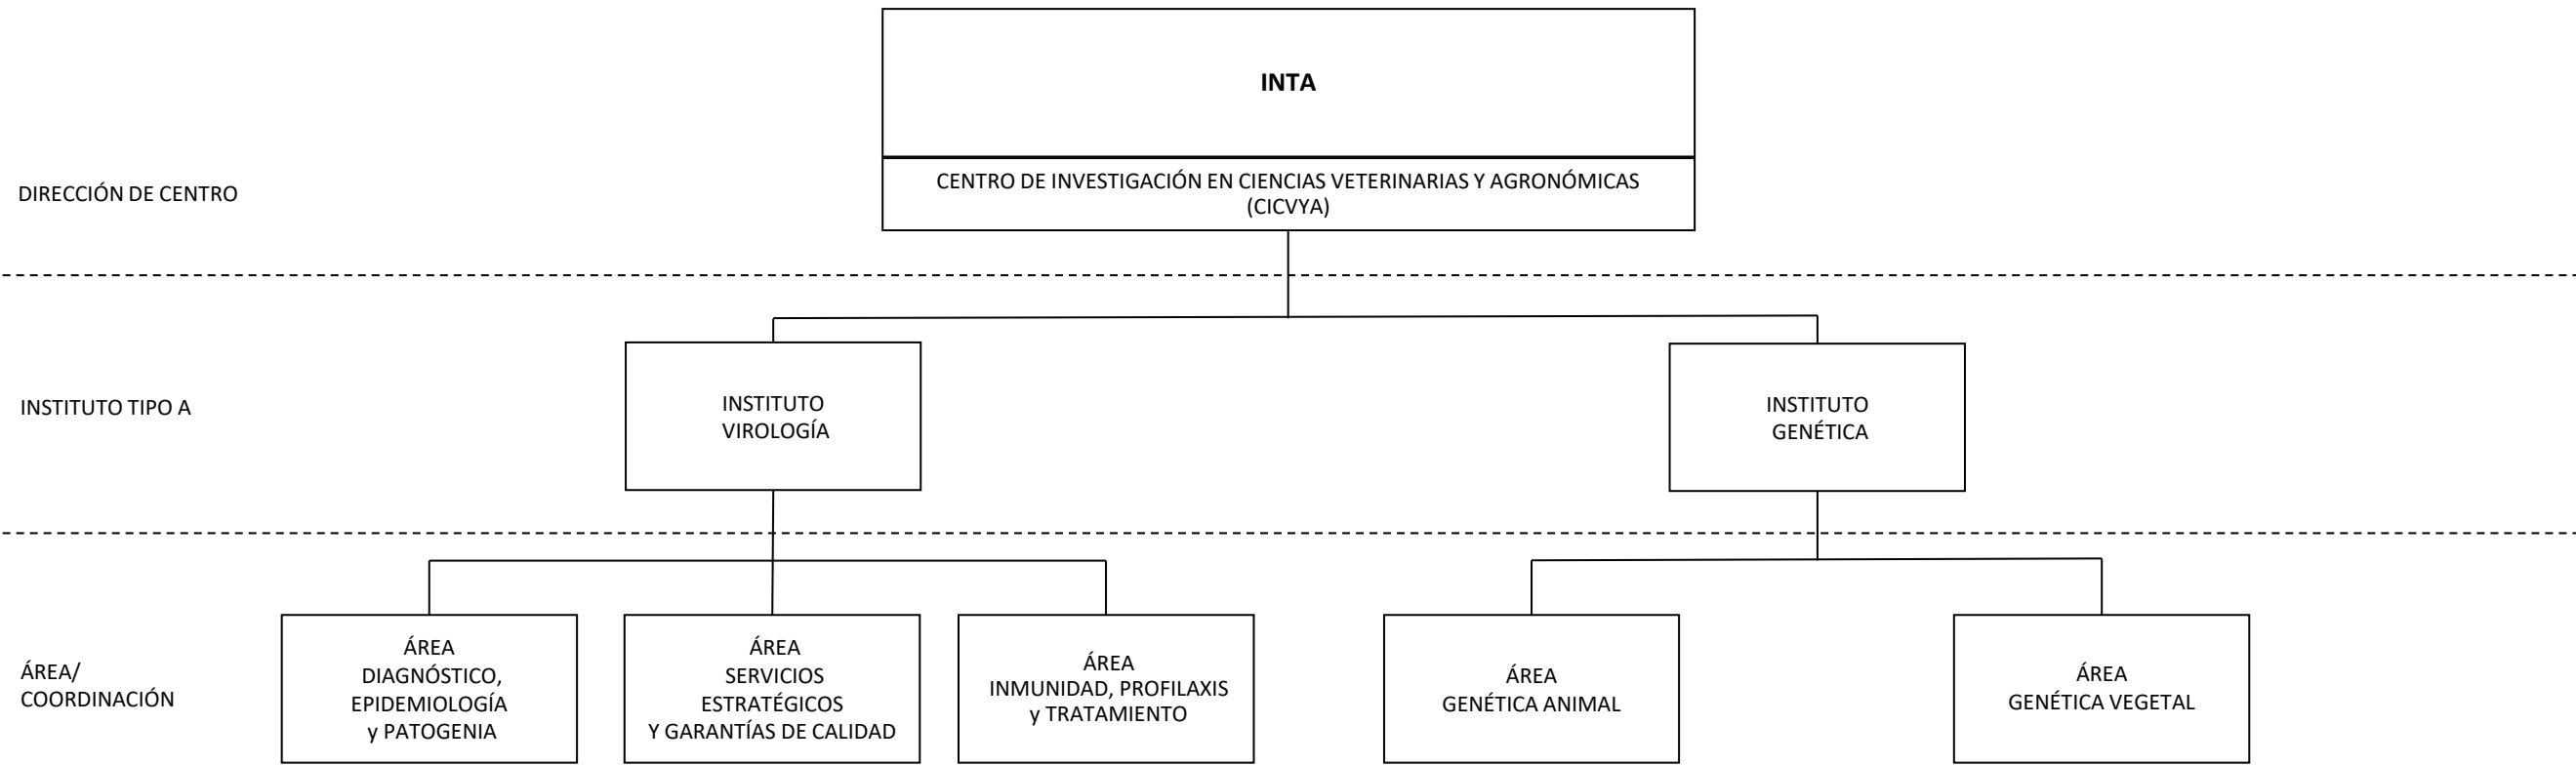 INTA
DIRECCIÓN DE CENTRO
CENTRO DE INVESTIGACIÓN EN CIENCIAS VETERINARIAS Y AGRONÓMICAS
(CICVYA)
INSTITUTO TIPO A
INSTITUTO
VIROLOGÍA
INSTITUTO
GENÉTICA
ÁREA/
COORDINACIÓN
ÁREA
DIAGNÓSTICO,
EPIDEMIOLOGÍA
y PATOGENIA
ÁREA
SERVICIOS
ESTRATÉGICOS
Y GARANTÍAS DE CALIDAD
ÁREA
INMUNIDAD, PROFILAXIS
y TRATAMIENTO
ÁREA
GENÉTICA ANIMAL
ÁREA
GENÉTICA VEGETAL